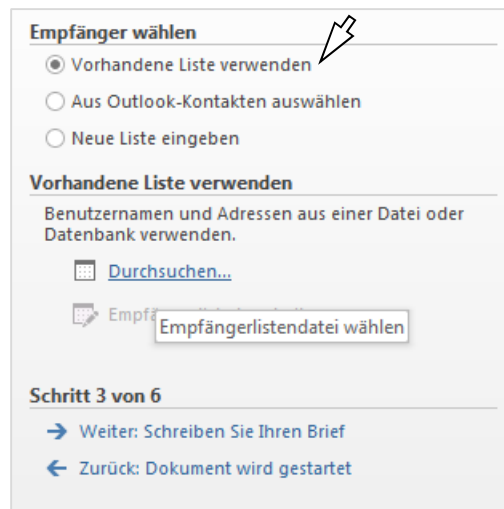 Empfänger wählen
Vorhandene Liste verwenden
Aus Outlook-Kontakten auswählen
Neue Liste eingeben
Vorhandene Liste verwenden
Benutzernamen und Adressen aus einer Datei oder
Datenbank verwenden.
Durchsuchen...
Empfängerlistendatei wählen
Schritt 3 von 6
Weiter: Schreiben Sie Ihren Brief
Zurück: Dokument wird gestartet